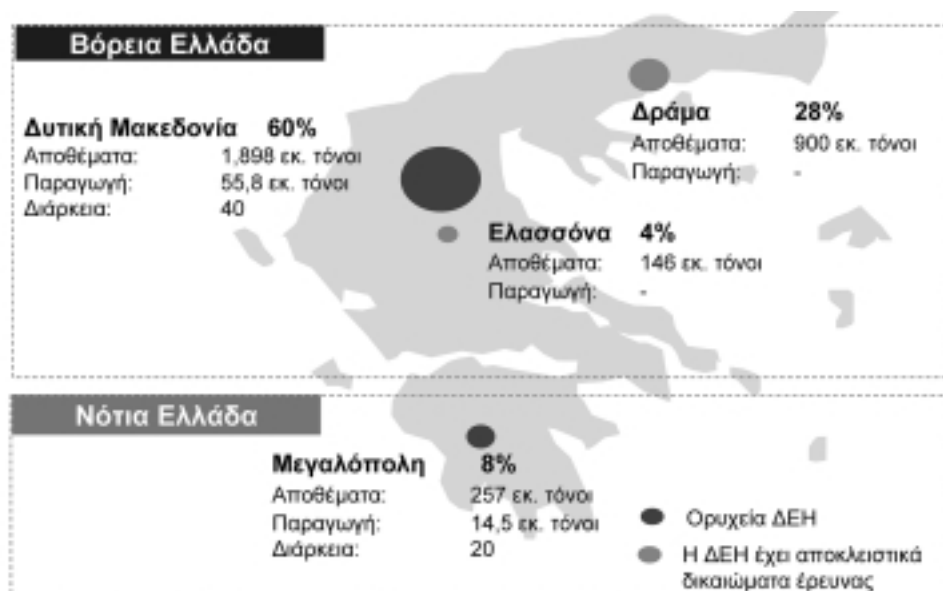 Βόρεια Ελλάδα
Δυτική Μακεδονία 60%
Αποθέματα: 1,898 εκ. τόνοι
Παραγωγή: 55,8 εκ. τόνοι
Διάρκεια: 40
Δράμα 28%
Αποθέματα: 900 εκ. τόνοι
Παραγωγή: -
Ελασσόνα 4%
Αποθέματα: 146 εκ. τόνοι
Παραγωγή: -
Νότια Ελλάδα
Μεγαλόπολη 8%
Αποθέματα: 257 εκ. τόνοι
Παραγωγή: 14,5 εκ. τόνοι
Διάρκεια: 20
Ορυχεία ΔΕΗ
Η ΔΕΗ έχει αποκλειστικά
δικαιώματα έρευνας